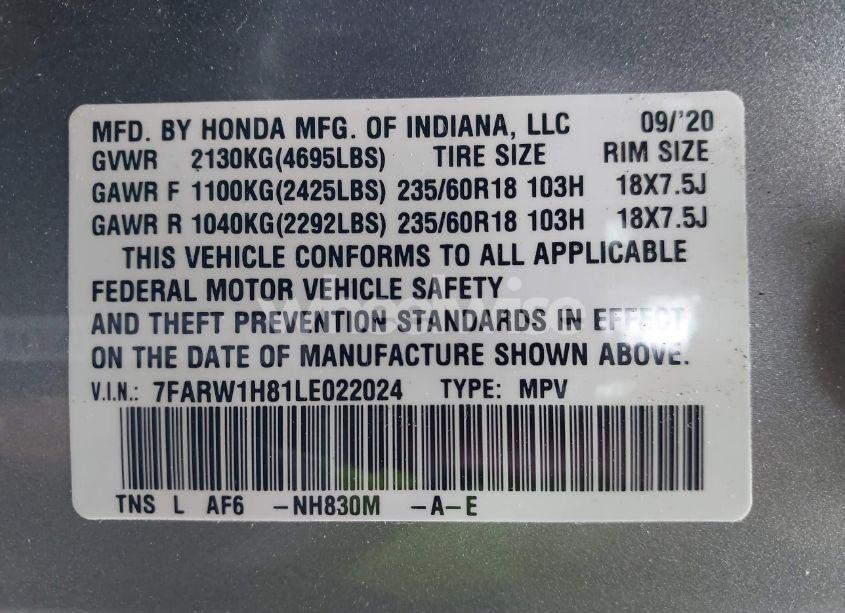 MFD. BY HONDA MFG. OF INDIANA, LLC 09/'20
GVWR 2130KG(4695LBS) TIRE SIZE RIM SIZE
GAWR F 1100KG(2425LBS) 235/60R18 103H 18X7.5J
GAWR R 1040KG(2292LBS) 235/60R18 103H 18X7.5J
THIS VEHICLE CONFORMS TO ALL APPLICABLE
FEDERAL MOTOR VEHICLE SAFETY
WheelWise
AND THEFT PREVENTION STANDARDS IN EFFECT
ON THE DATE OF MANUFACTURE SHOWN ABOVE.
V.I.N.: 7FARW1H81LE022024 TYPE: MPV
TNS L AF6 -NH830M -A-E